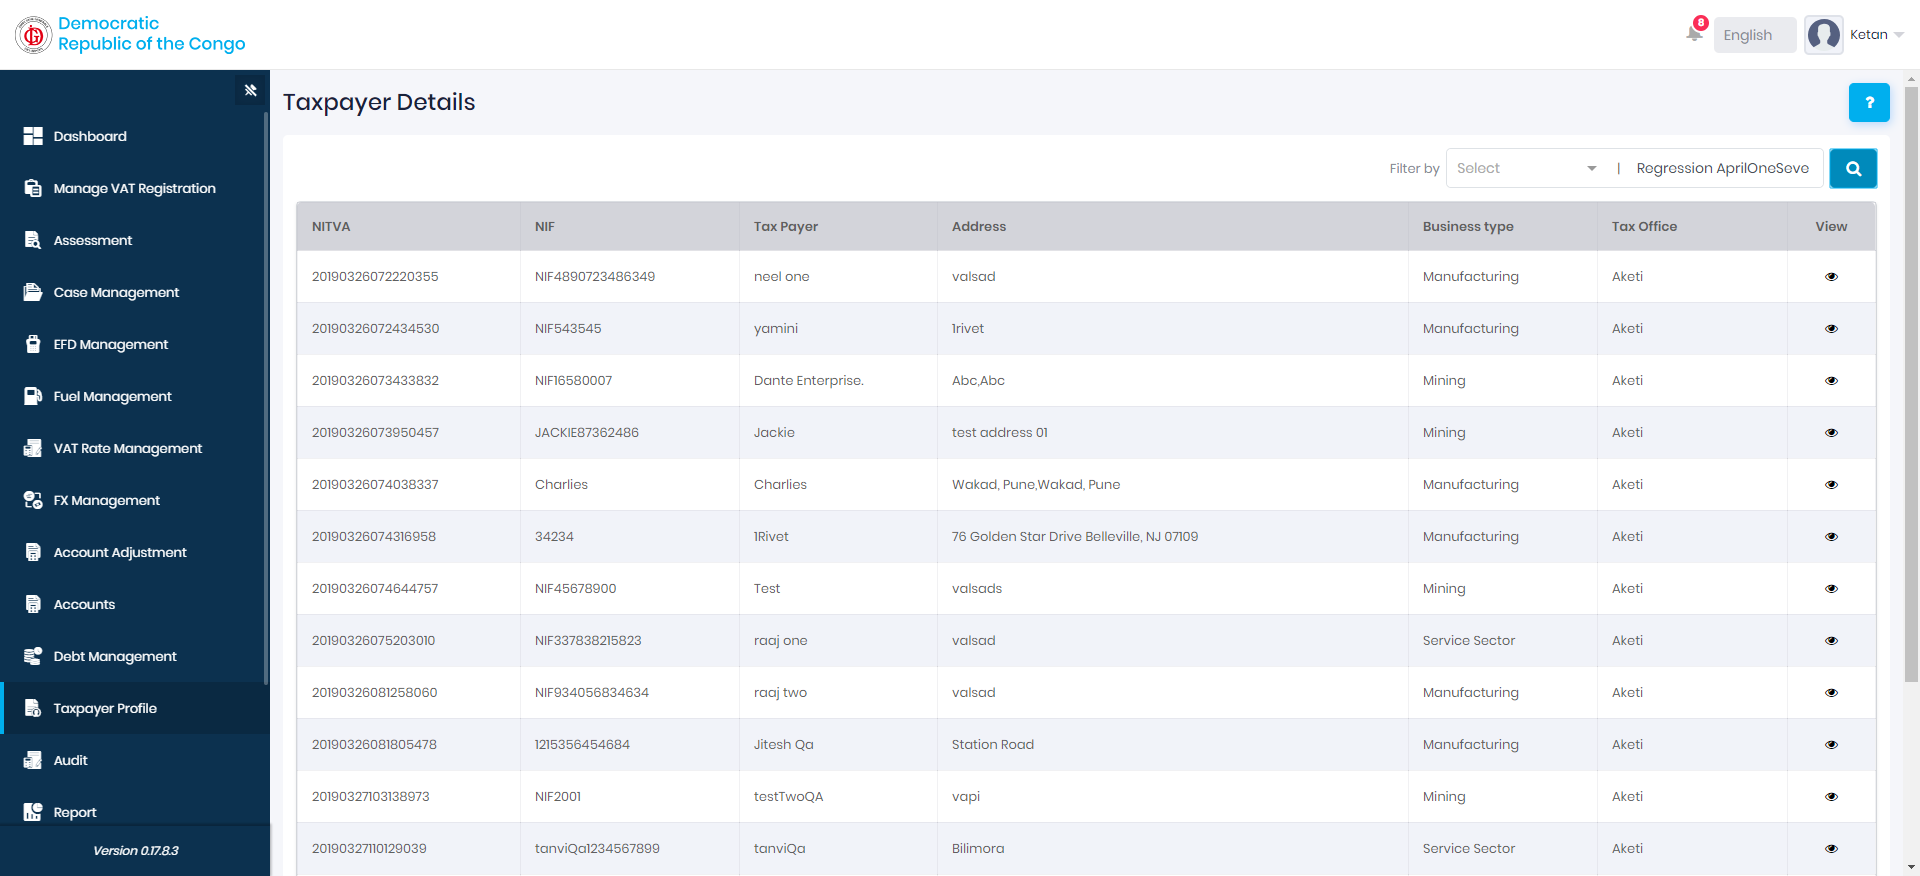 Democratic
Republic of the Congo
8
English
Ketan
Dashboard
Manage VAT Registration
Assessment
Case Management
EFD Management
Fuel Management
VAT Rate Management
FX Management
Account Adjustment
Accounts
Debt Management
Taxpayer Profile
Audit
Report
Version 0.17.8.3
Taxpayer Details
?
Filter by Select | Regression AprilOneSeve
NITVA NIF Tax Payer Address Business type Tax Office View
20190326072220355 NIF4890723486349 neel one valsad Manufacturing Aketi
20190326072434530 NIF543545 yamini 1rivet Manufacturing Aketi
20190326073433832 NIF16580007 Dante Enterprise. Abc,Abc Mining Aketi
20190326073950457 JACKIE87362486 Jackie test address 01 Mining Aketi
20190326074038337 Charlies Charlies Wakad, Pune,Wakad, Pune Manufacturing Aketi
20190326074316958 34234 1Rivet 76 Golden Star Drive Belleville, NJ 07109 Manufacturing Aketi
20190326074644757 NIF45678900 Test valsads Mining Aketi
20190326075203010 NIF337838215823 raaj one valsad Service Sector Aketi
20190326081258060 NIF934056834634 raaj two valsad Manufacturing Aketi
20190326081805478 1215356454684 Jitesh Qa Station Road Manufacturing Aketi
20190327103138973 NIF2001 testTwoQA vapi Mining Aketi
20190327110129039 tanviQa1234567899 tanviQa Bilimora Service Sector Aketi